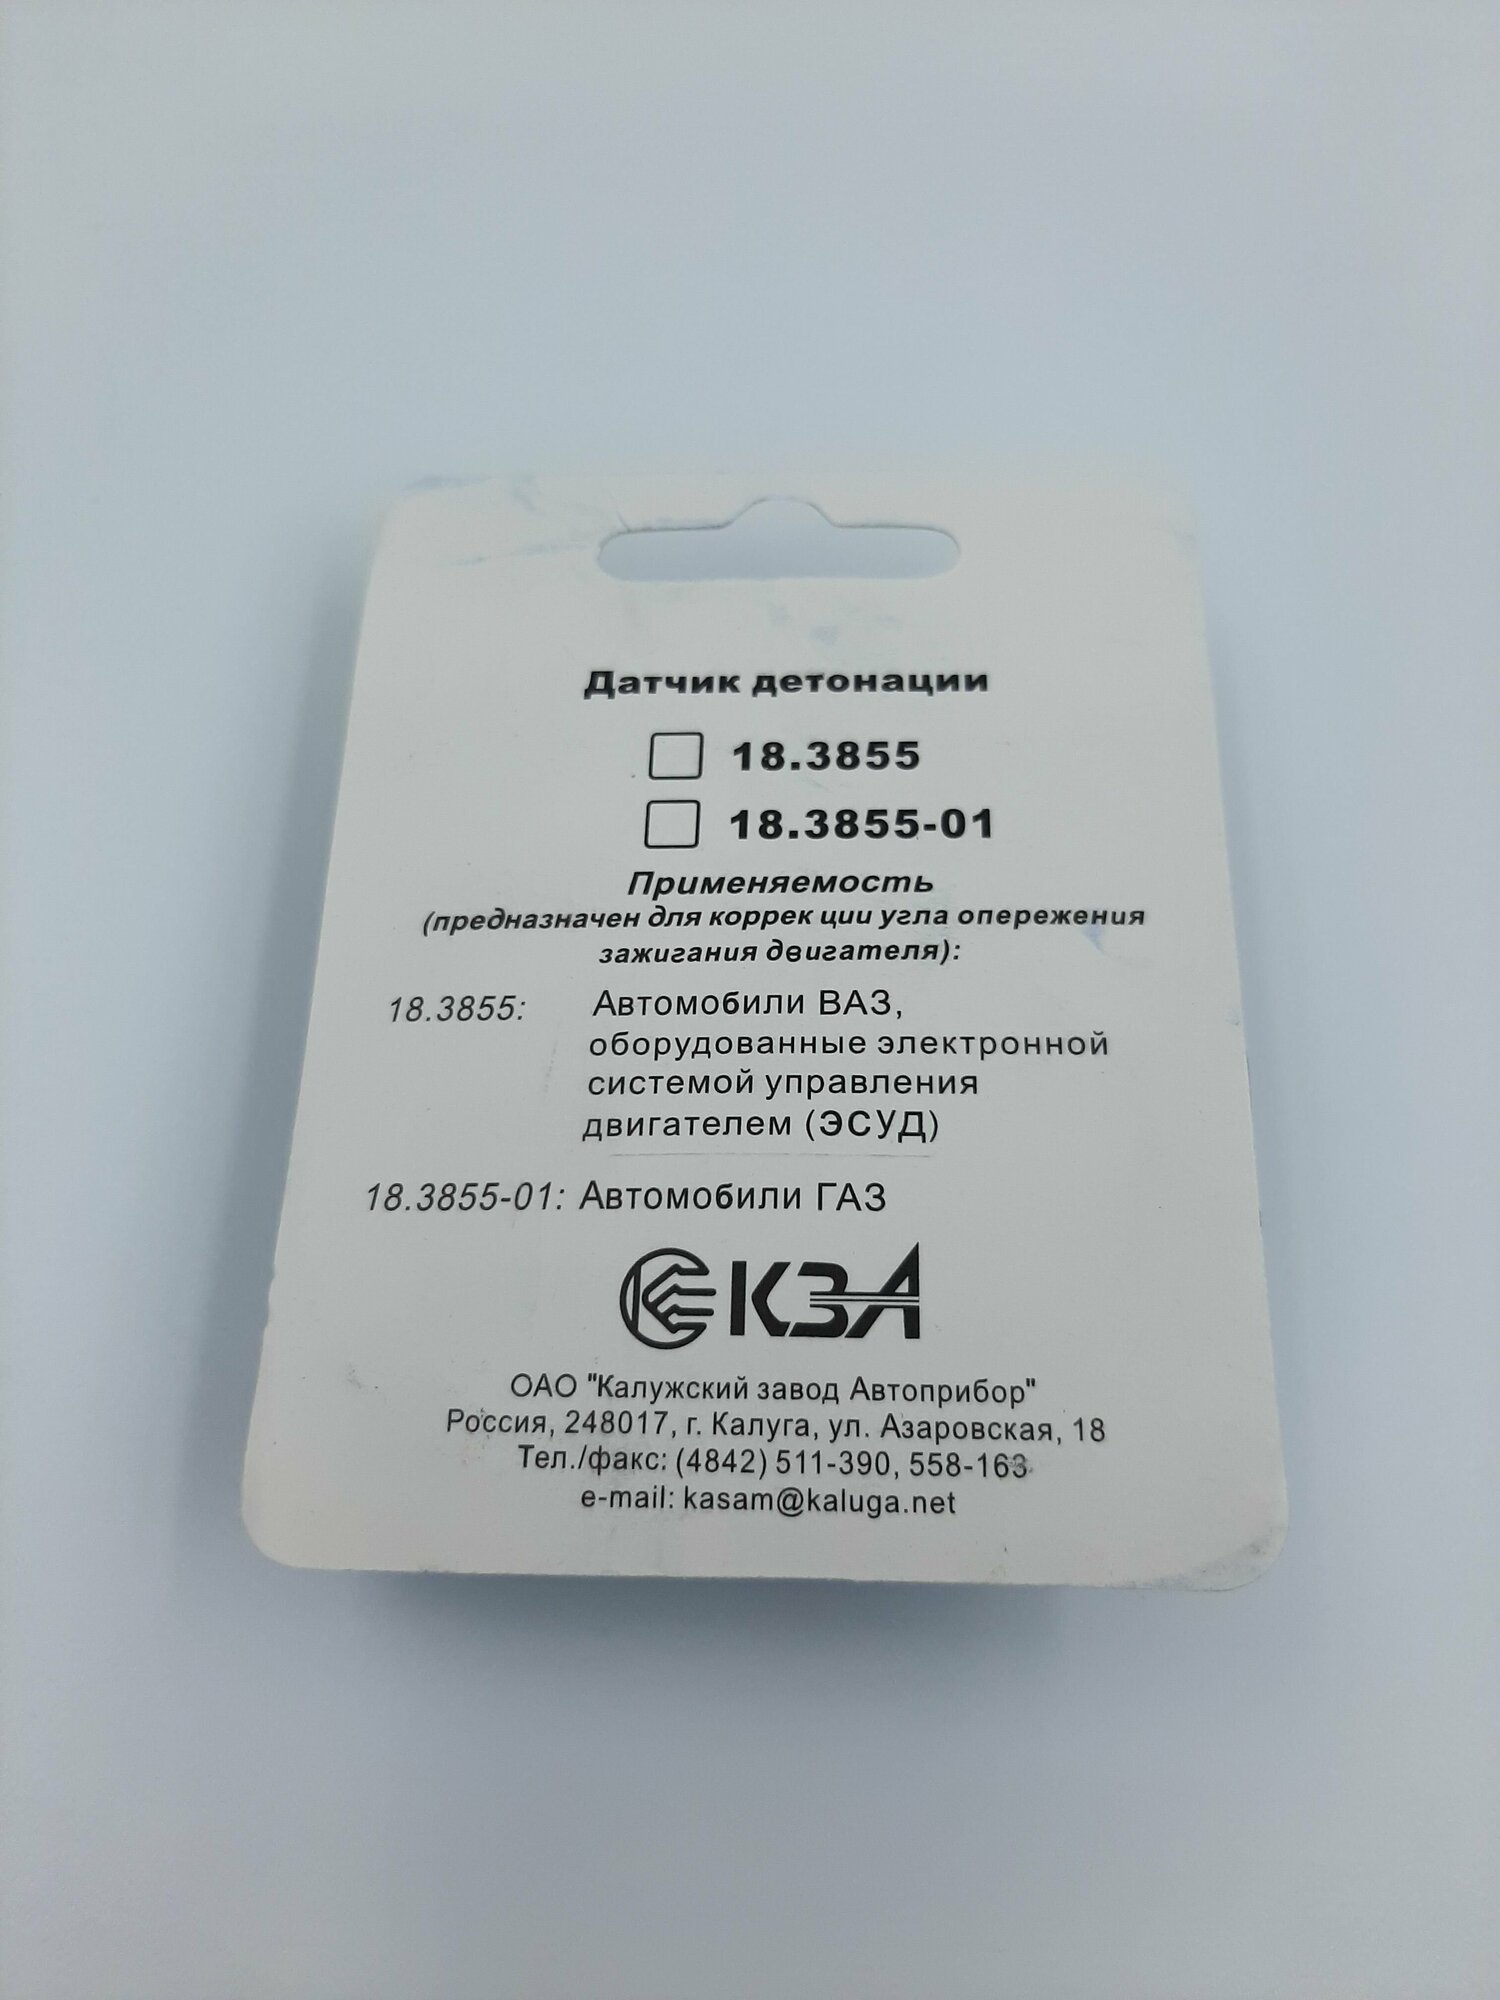 Датчик детонации
18.3855
18.3855-01
Применяемость
(предназначен для коррек ции угла опережения
зажигания двигателя):
18.3855: Автомобили ВАЗ,
оборудованные электронной
системой управления
двигателем (ЭСУД)
18.3855-01: Автомобили ГАЗ
КЗА
ОАО "Калужский завод Автоприбор"
Россия, 248017, г. Калуга, ул. Азаровская, 18
Тел./факс: (4842) 511-390, 558-163
e-mail: kasam@kaluga.net